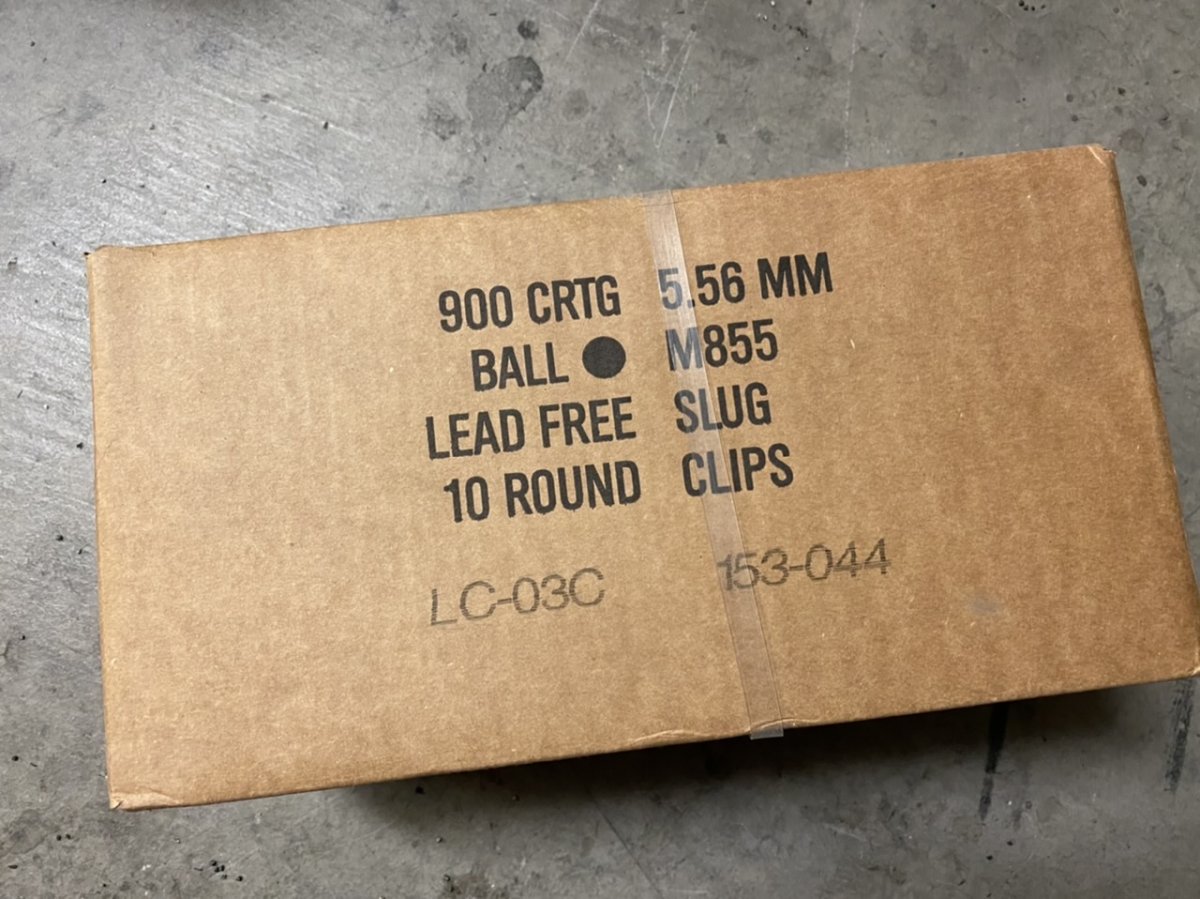 900 CRTG 5.56 MM
BALL ● M855
LEAD FREE SLUG
10 ROUND CLIPS
LC-03C 153-044